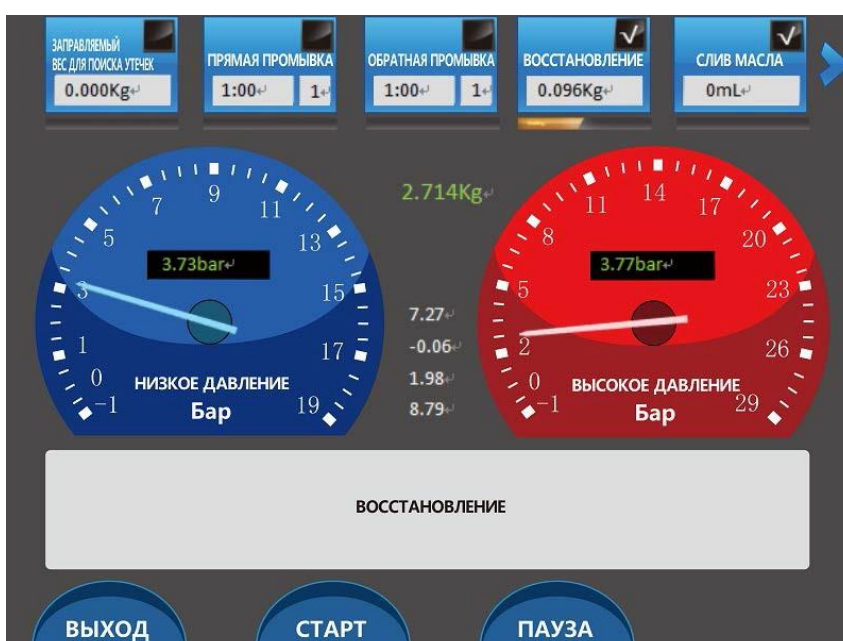 ЗАПРАВЛЯЕМЫЙ
ВЕС ДЛЯ ПОИСКА УТЕЧЕК
0.000Kg↵
ПРЯМАЯ ПРОМЫВКА
1:00↵ 1↵
ОБРАТНАЯ ПРОМЫВКА
1:00↵ 1↵
ВОССТАНОВЛЕНИЕ
0.096Kg↵
СЛИВ МАСЛА
0mL↵
-1
0
1
3
5
7
9
11
13
15
17
19
3.73bar↵
НИЗКОЕ ДАВЛЕНИЕ
Бар
2.714Kg↵
7.27↵
-0.06↵
1.98↵
8.79↵
-1
0
2
5
8
11
14
17
20
23
26
29
3.77bar↵
ВЫСОКОЕ ДАВЛЕНИЕ
Бар
ВОССТАНОВЛЕНИЕ
ВЫХОД
СТАРТ
ПАУЗА